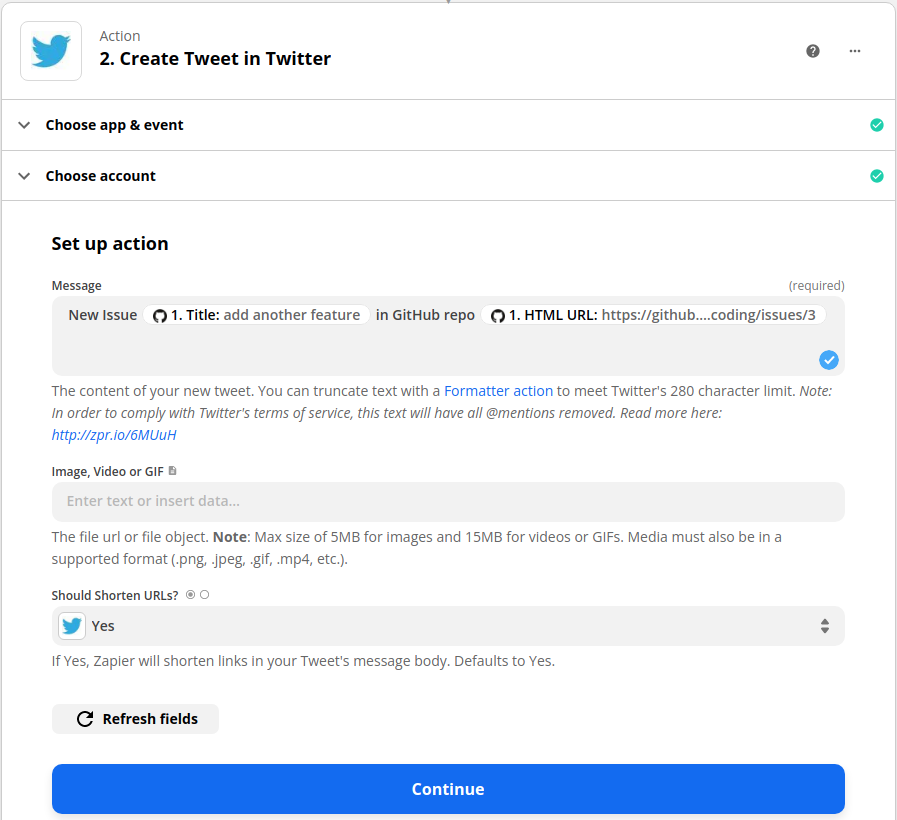 Action
2. Create Tweet in Twitter
Choose app & event
Choose account
Set up action
Message (required)
New Issue 1. Title: add another feature in GitHub repo 1. HTML URL: https://github....coding/issues/3
The content of your new tweet. You can truncate text with a Formatter action to meet Twitter's 280 character limit. Note:
In order to comply with Twitter's terms of service, this text will have all @mentions removed. Read more here:
http://zpr.io/6MUuH
Image, Video or GIF
Enter text or insert data...
The file url or file object. Note: Max size of 5MB for images and 15MB for videos or GIFs. Media must also be in a
supported format (.png, .jpeg, .gif, .mp4, etc.).
Should Shorten URLs?
Yes
If Yes, Zapier will shorten links in your Tweet's message body. Defaults to Yes.
Refresh fields
Continue